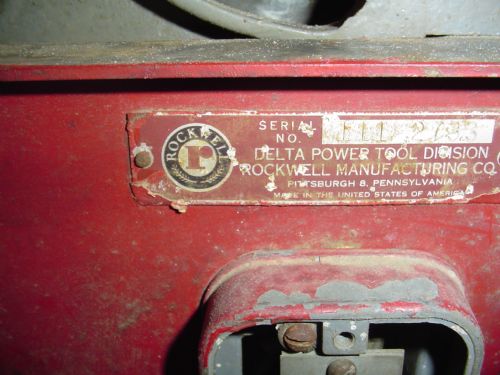 ROCKWELL
R
SERIAL
NO.
DELTA POWER TOOL DIVISION
ROCKWELL MANUFACTURING CO.
PITTSBURGH 8, PENNSYLVANIA
MADE IN THE UNITED STATES OF AMERICA